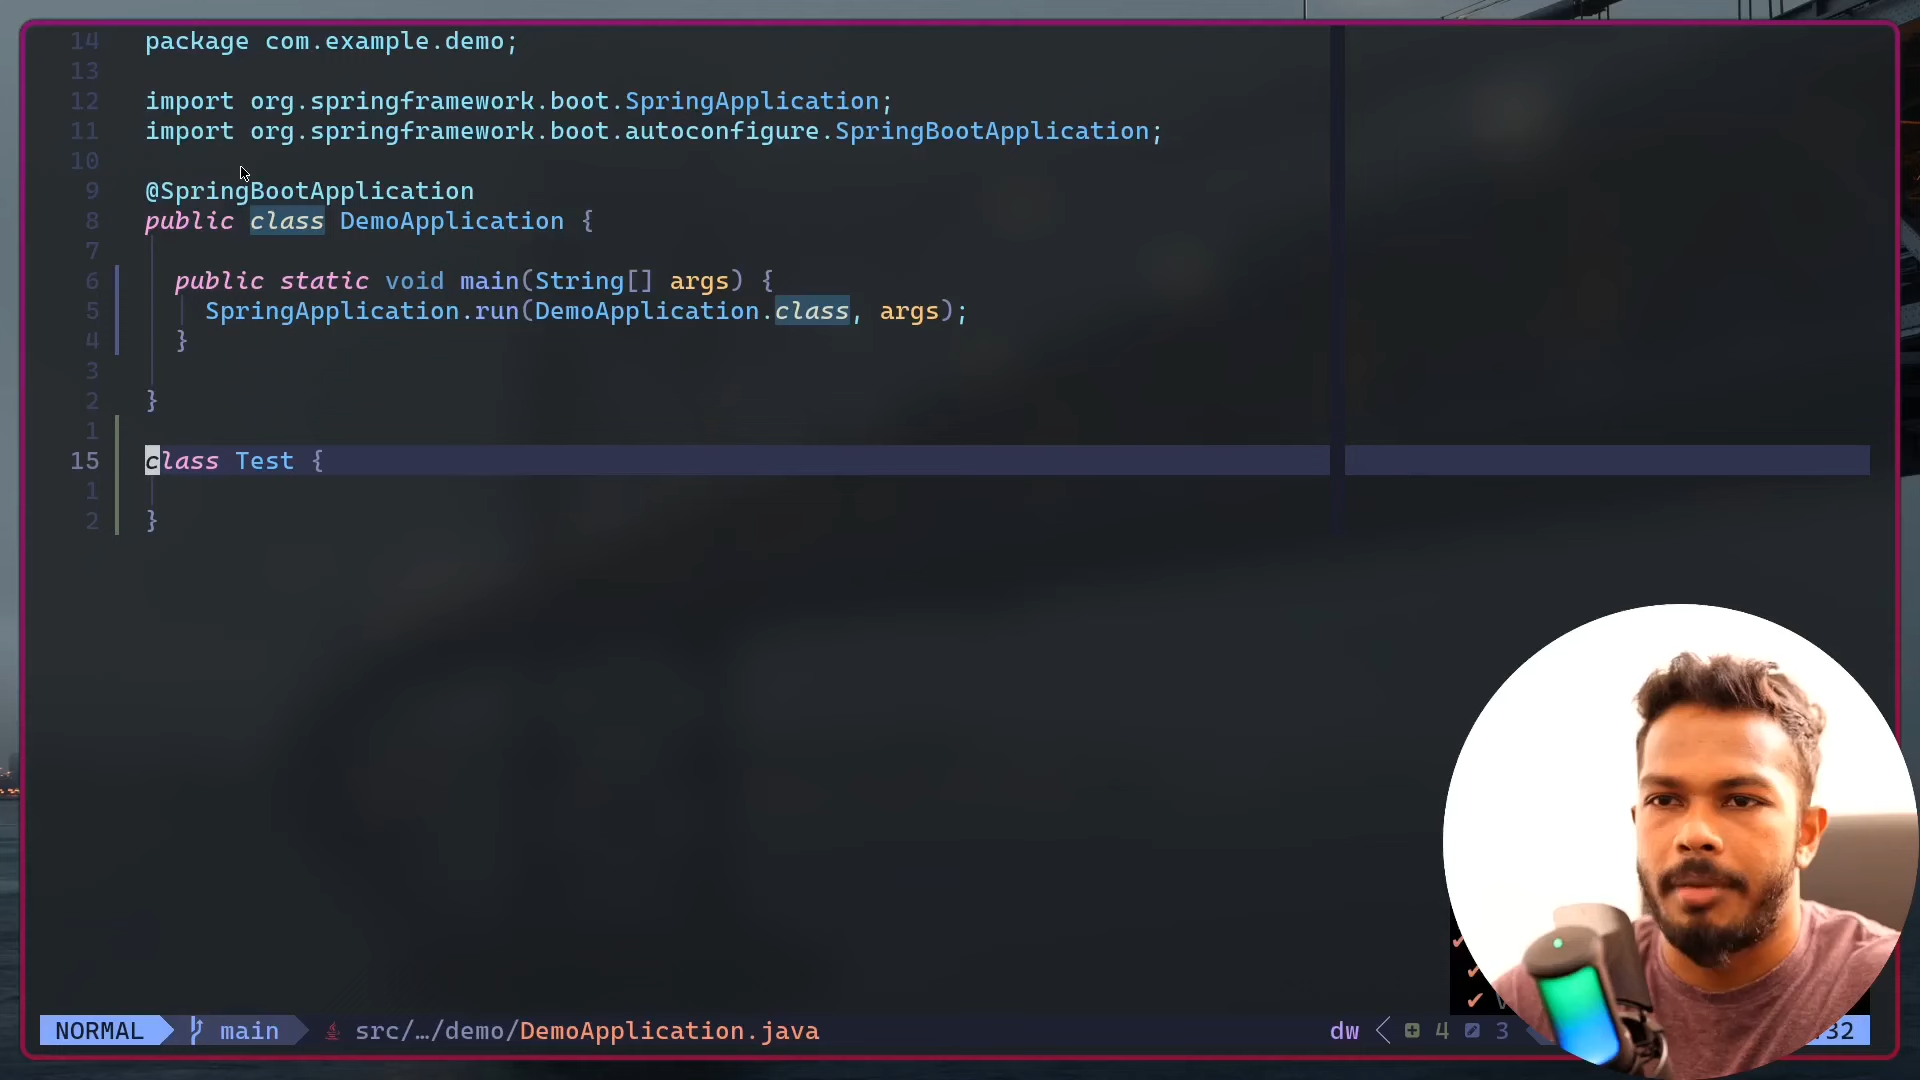 14 package com.example.demo;
13
12 import org.springframework.boot.SpringApplication;
11 import org.springframework.boot.autoconfigure.SpringBootApplication;
10
9 @SpringBootApplication
8 public class DemoApplication {
7
6 public static void main(String[] args) {
5 SpringApplication.run(DemoApplication.class, args);
4 }
3
2 }
1
15 class Test {
1
2 }
NORMAL main src/…/demo/DemoApplication.java dw 4 3 32